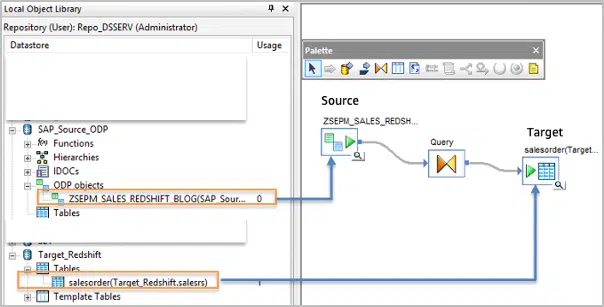 Local Object Library
Repository (User): Repo_DSSERV (Administrator)
Datastore Usage
SAP_Source_ODP
f(x) Functions
Hierarchies
IDOCs
ODP objects
ZSEPM_SALES_REDSHIFT_BLOG(SAP_Sour... 0
Tables
Target_Redshift
Tables
salesorder(Target_Redshift.salesrs) 1
Template Tables
Palette
Source
ZSEPM_SALES_REDSH...
Query
Target
salesorder(Target...